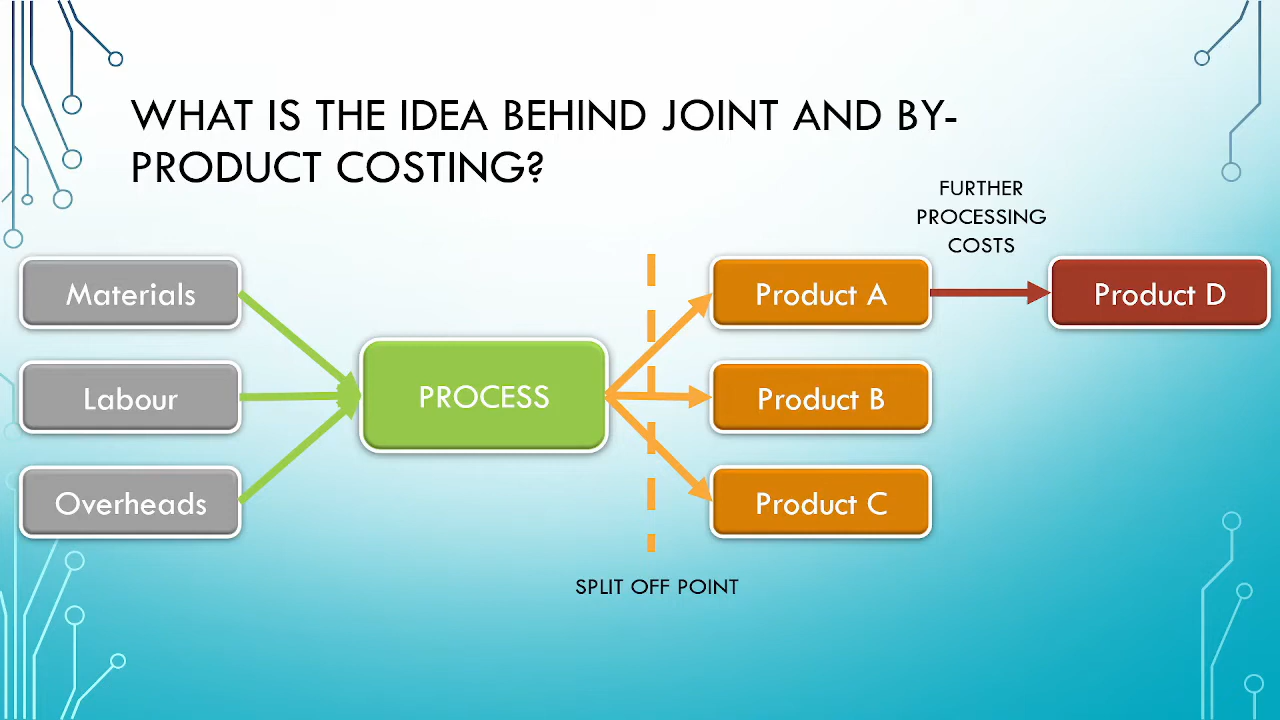 WHAT IS THE IDEA BEHIND JOINT AND BY-
PRODUCT COSTING?
FURTHER
PROCESSING
COSTS
Materials
Product A
Product D
Labour
PROCESS
Product B
Overheads
Product C
SPLIT OFF POINT